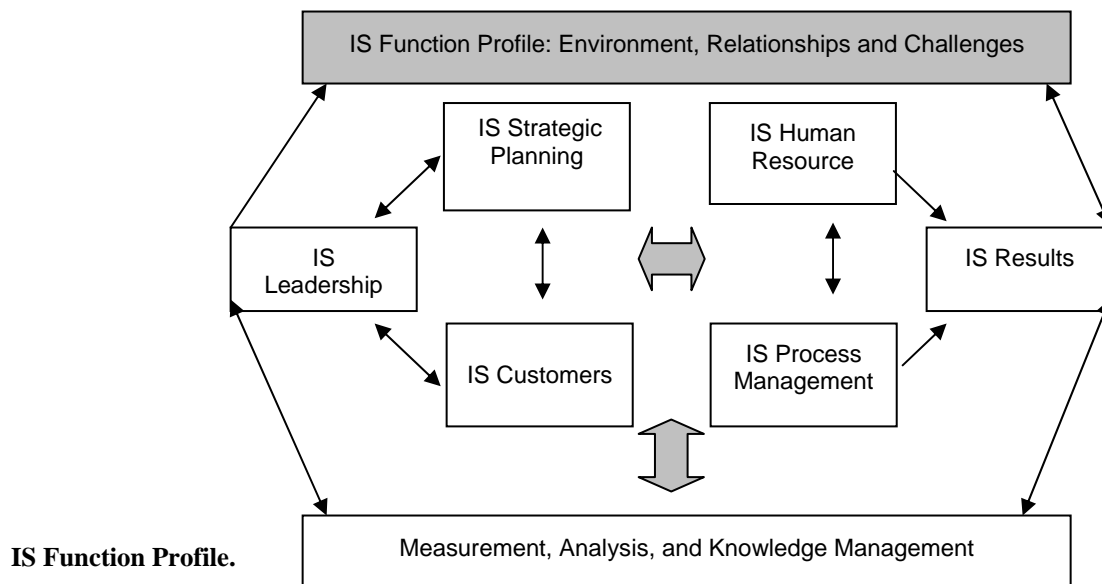 IS Function Profile: Environment, Relationships and Challenges
IS Strategic
Planning
IS Human
Resource
IS
Leadership
IS Results
IS Customers
IS Process
Management
Measurement, Analysis, and Knowledge Management
IS Function Profile.